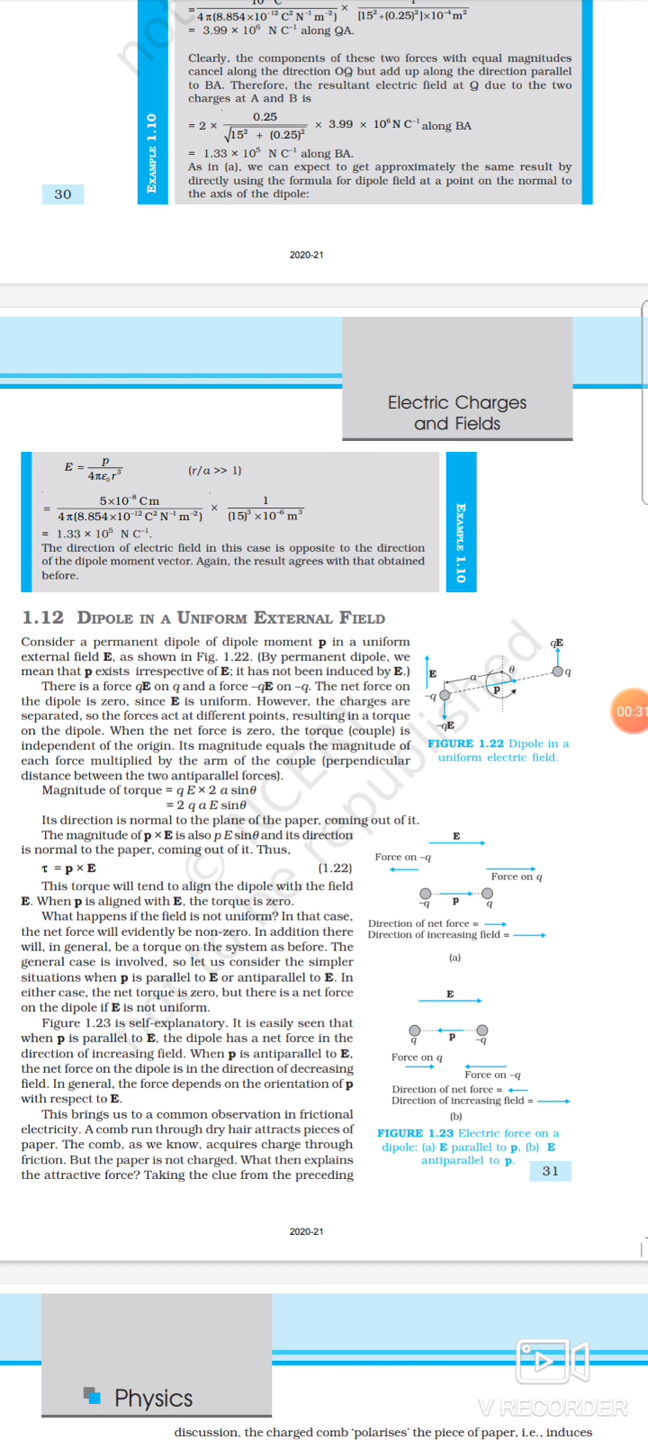 4π(8.854×10⁻¹² C² N⁻¹ m⁻²) × [15²+(0.25)²]×10⁻⁴ m²
= 3.99 × 10⁶ N C⁻¹ along QA.
Clearly, the components of these two forces with equal magnitudes
cancel along the direction OQ but add up along the direction parallel
to BA. Therefore, the resultant electric field at Q due to the two
charges at A and B is
= 2 × 0.25 / √15² + (0.25)² × 3.99 × 10⁶ N C⁻¹ along BA
= 1.33 × 10⁵ N C⁻¹ along BA.
As in (a), we can expect to get approximately the same result by
directly using the formula for dipole field at a point on the normal to
the axis of the dipole:
EXAMPLE 1.10
30
2020-21
Electric Charges
and Fields
E = p / 4πε₀r³ (r/a >> 1)
= 5×10⁻⁸ C m / 4π(8.854×10⁻¹² C² N⁻¹ m⁻²) × 1 / (15)³ ×10⁻⁶ m³
= 1.33 × 10⁵ N C⁻¹.
The direction of electric field in this case is opposite to the direction
of the dipole moment vector. Again, the result agrees with that obtained
before.
EXAMPLE 1.10
1.12 DIPOLE IN A UNIFORM EXTERNAL FIELD
Consider a permanent dipole of dipole moment p in a uniform
external field E, as shown in Fig. 1.22. (By permanent dipole, we
mean that p exists irrespective of E; it has not been induced by E.)
There is a force qE on q and a force –qE on –q. The net force on
the dipole is zero, since E is uniform. However, the charges are
separated, so the forces act at different points, resulting in a torque
on the dipole. When the net force is zero, the torque (couple) is
independent of the origin. Its magnitude equals the magnitude of
each force multiplied by the arm of the couple (perpendicular
distance between the two antiparallel forces).
Magnitude of torque = q E × 2 a sinθ
= 2 q a E sinθ
Its direction is normal to the plane of the paper, coming out of it.
The magnitude of p × E is also p E sinθ and its direction
is normal to the paper, coming out of it. Thus,
τ = p × E (1.22)
This torque will tend to align the dipole with the field
E. When p is aligned with E, the torque is zero.
What happens if the field is not uniform? In that case,
the net force will evidently be non-zero. In addition there
will, in general, be a torque on the system as before. The
general case is involved, so let us consider the simpler
situations when p is parallel to E or antiparallel to E. In
either case, the net torque is zero, but there is a net force
on the dipole if E is not uniform.
Figure 1.23 is self-explanatory. It is easily seen that
when p is parallel to E, the dipole has a net force in the
direction of increasing field. When p is antiparallel to E,
the net force on the dipole is in the direction of decreasing
field. In general, the force depends on the orientation of p
with respect to E.
This brings us to a common observation in frictional
electricity. A comb run through dry hair attracts pieces of
paper. The comb, as we know, acquires charge through
friction. But the paper is not charged. What then explains
the attractive force? Taking the clue from the preceding
qE
E
a
θ
q
p
–q
–qE
FIGURE 1.22 Dipole in a
uniform electric field.
00:31
E
Force on –q
Force on q
–q p q
Direction of net force =
Direction of increasing field =
(a)
E
q p –q
Force on q
Force on –q
Direction of net force =
Direction of increasing field =
(b)
FIGURE 1.23 Electric force on a
dipole: (a) E parallel to p, (b) E
antiparallel to p.
31
© NCERT
not to be republished
2020-21
Physics
V RECORDER
discussion, the charged comb ‘polarises’ the piece of paper, i.e., induces